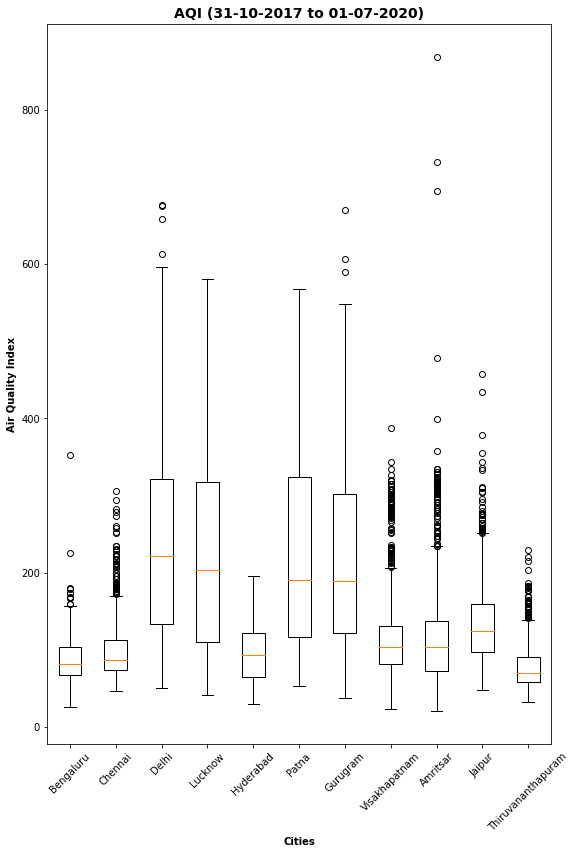 AQI (31-10-2017 to 01-07-2020)
Air Quality Index
800
600
400
200
0
Bengaluru
Chennai
Delhi
Lucknow
Hyderabad
Patna
Gurugram
Visakhapatnam
Amritsar
Jaipur
Thiruvananthapuram
Cities